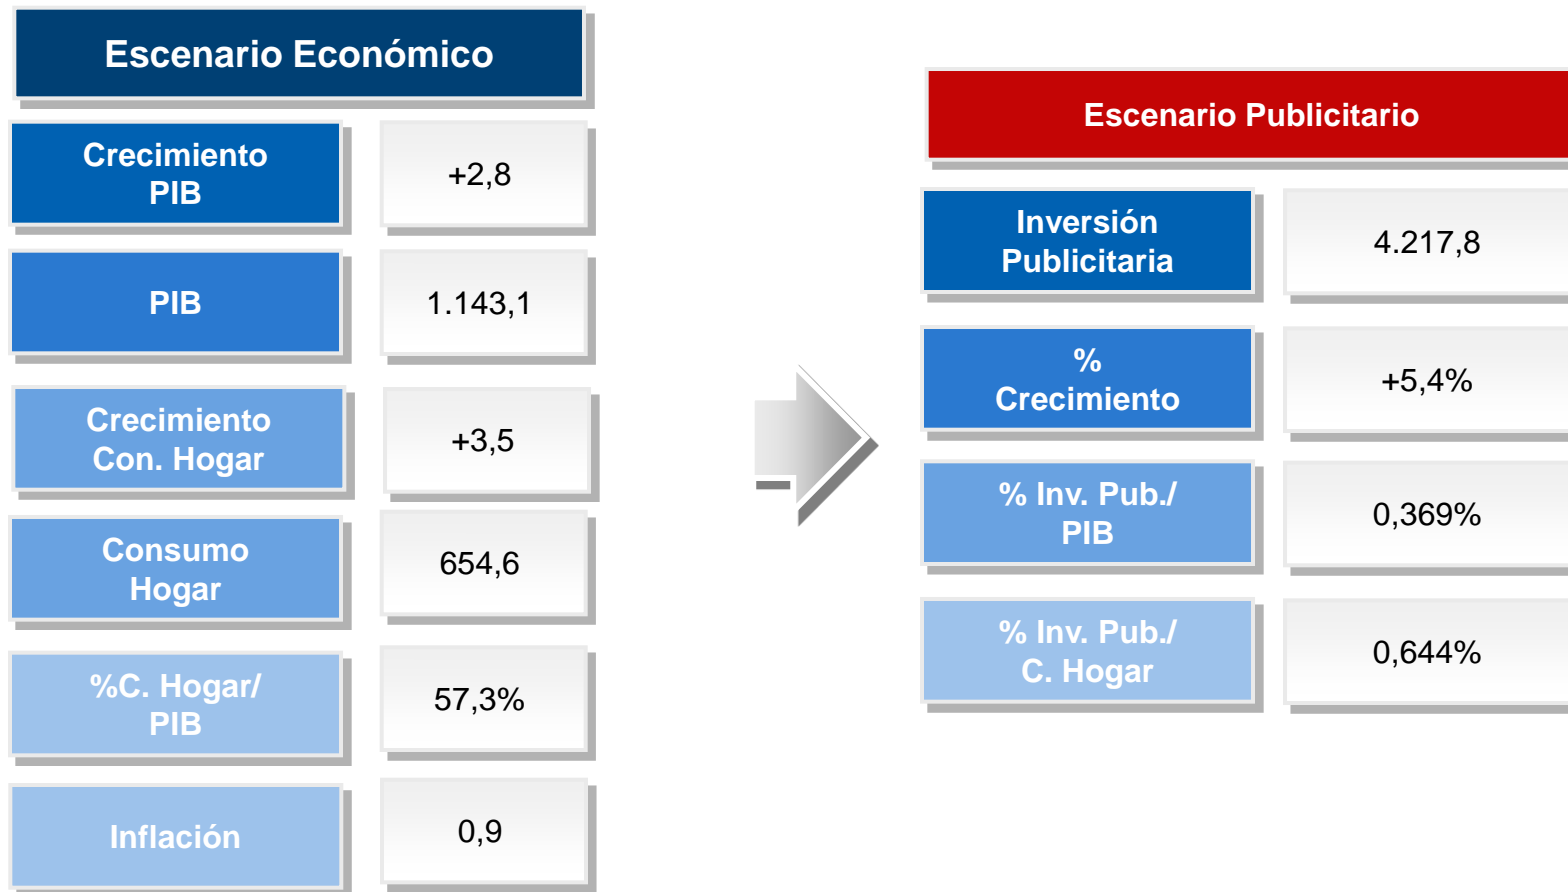 Escenario Económico
Crecimiento
PIB
+2,8
PIB
1.143,1
Crecimiento
Con. Hogar
+3,5
Consumo
Hogar
654,6
%C. Hogar/
PIB
57,3%
Inflación
0,9
Escenario Publicitario
Inversión
Publicitaria
4.217,8
%
Crecimiento
+5,4%
% Inv. Pub./
PIB
0,369%
% Inv. Pub./
C. Hogar
0,644%